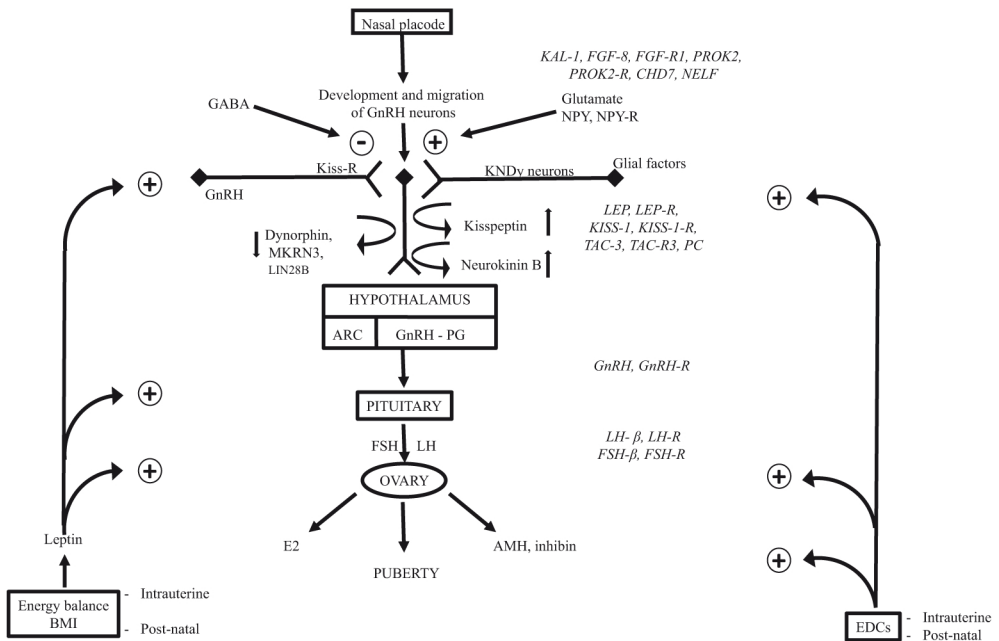 Nasal placode
KAL-1, FGF-8, FGF-R1, PROK2,
PROK2-R, CHD7, NELF
Development and migration
of GnRH neurons
GABA
Glutamate
NPY, NPY-R
-
+
Kiss-R
KNDy neurons
Glial factors
GnRH
+
+
Dynorphin,
MKRN3,
LIN28B
Kisspeptin
Neurokinin B
LEP, LEP-R,
KISS-1, KISS-1-R,
TAC-3, TAC-R3, PC
HYPOTHALAMUS
ARC
GnRH - PG
GnRH, GnRH-R
+
PITUITARY
FSH
LH
LH- β, LH-R
FSH-β, FSH-R
+
OVARY
+
E2
AMH, inhibin
PUBERTY
+
Leptin
Energy balance
BMI
- Intrauterine
- Post-natal
EDCs
- Intrauterine
- Post-natal